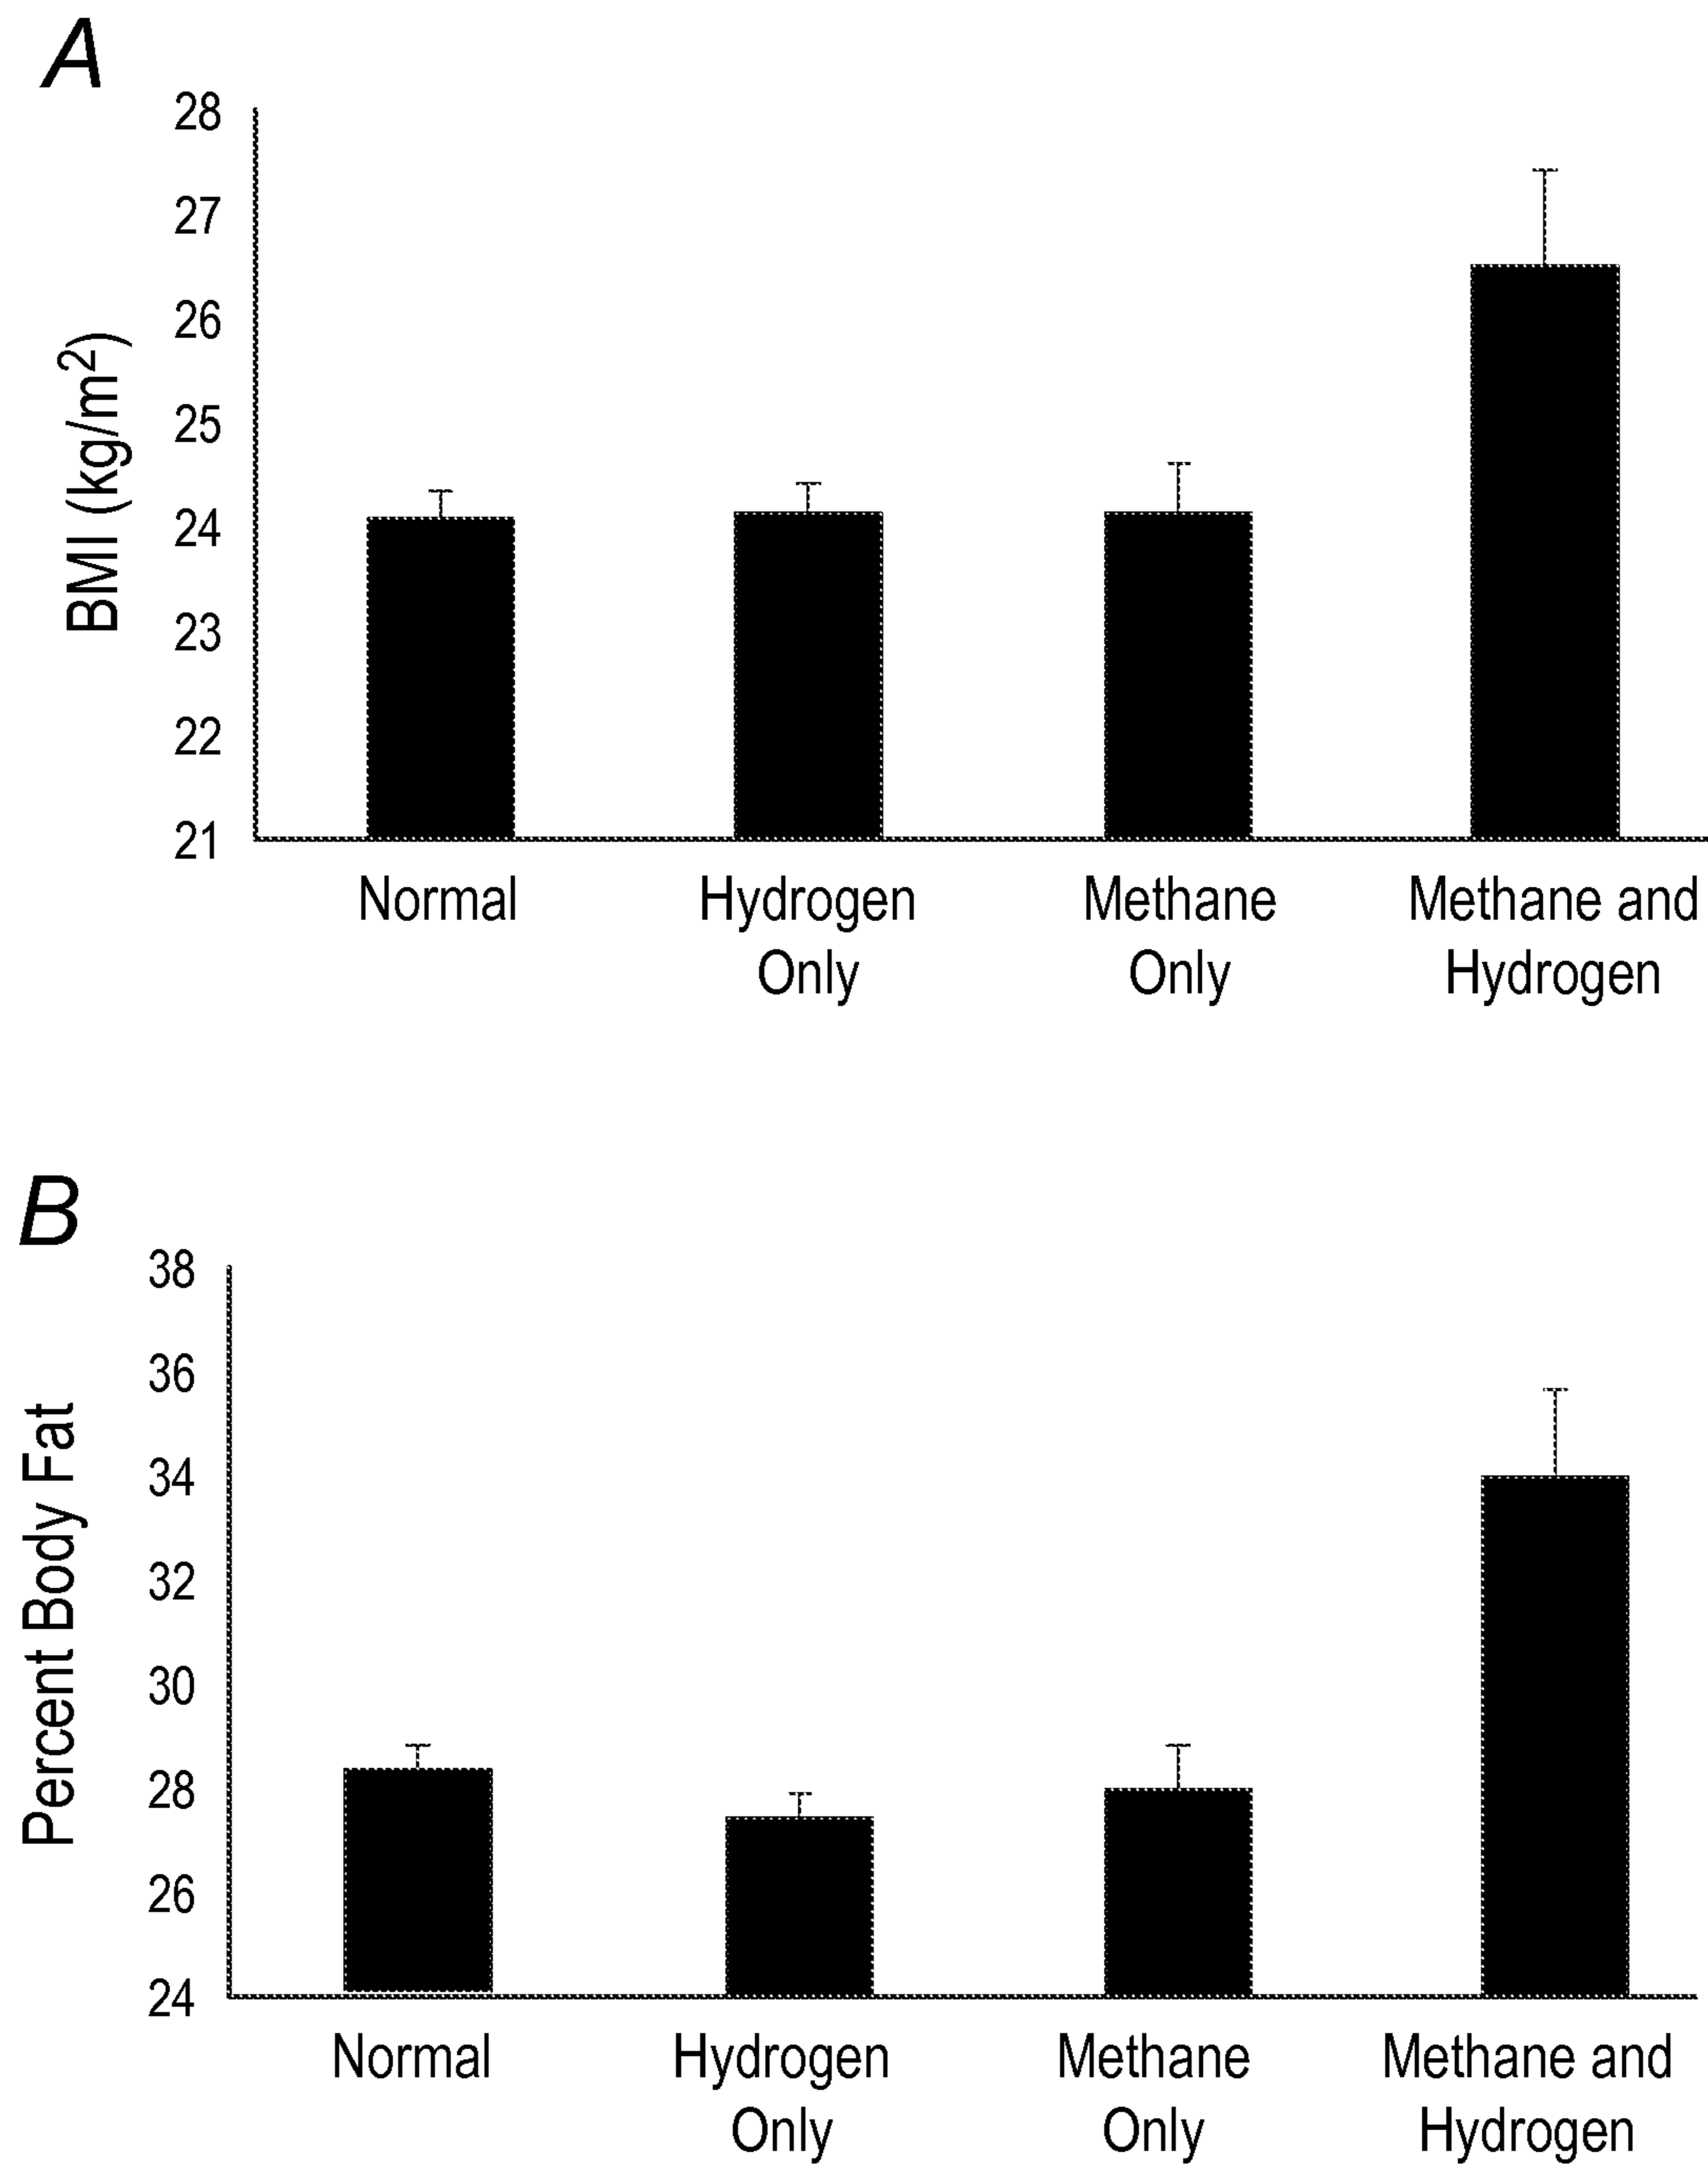 A
28
27
26
25
24
23
22
21
BMI (kg/m²)
Normal
Hydrogen
Only
Methane
Only
Methane and
Hydrogen
B
38
36
34
32
30
28
26
24
Percent Body Fat
Normal
Hydrogen
Only
Methane
Only
Methane and
Hydrogen